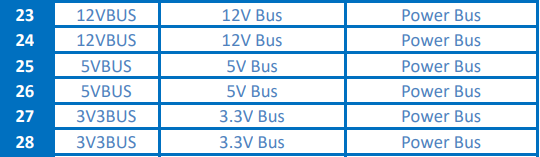 23 12VBUS 12V Bus Power Bus
24 12VBUS 12V Bus Power Bus
25 5VBUS 5V Bus Power Bus
26 5VBUS 5V Bus Power Bus
27 3V3BUS 3.3V Bus Power Bus
28 3V3BUS 3.3V Bus Power Bus